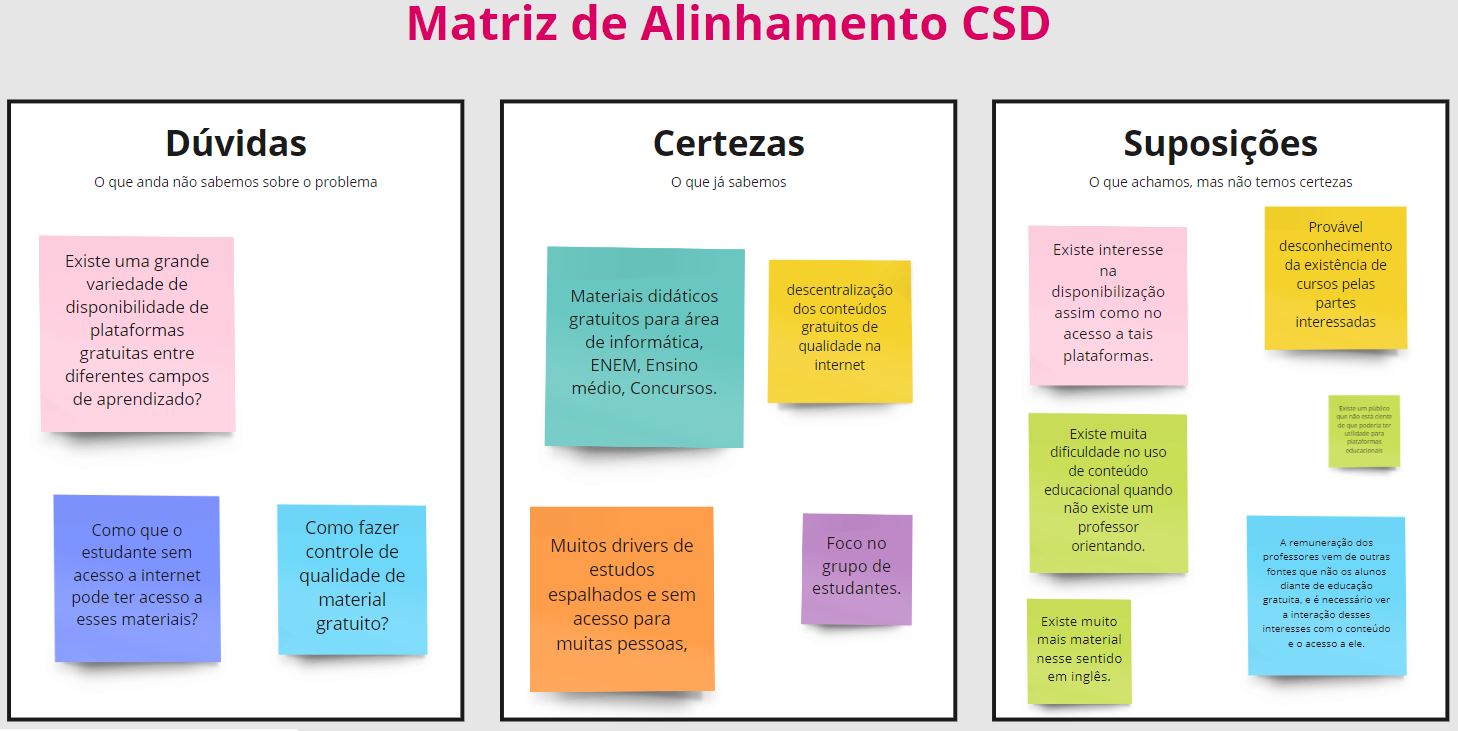 Matriz de Alinhamento CSD
Dúvidas
O que anda não sabemos sobre o problema
Existe uma grande
variedade de
disponibilidade de
plataformas
gratuitas entre
diferentes campos
de aprendizado?
Como que o
estudante sem
acesso a internet
pode ter acesso a
esses materiais?
Como fazer
controle de
qualidade de
material
gratuito?
Certezas
O que já sabemos
Materiais didáticos
gratuitos para área
de informática,
ENEM, Ensino
médio, Concursos.
descentralização
dos conteúdos
gratuitos de
qualidade na
internet
Muitos drivers de
estudos
espalhados e sem
acesso para
muitas pessoas,
Foco no
grupo de
estudantes.
Suposições
O que achamos, mas não temos certezas
Existe interesse
na
disponibilização
assim como no
acesso a tais
plataformas.
Provável
desconhecimento
da existência de
cursos pelas
partes
interessadas
Existe um público
que não está ciente
de que poderia ter
utilidade para
plataformas
educacionais
Existe muita
dificuldade no uso
de conteúdo
educacional quando
não existe um
professor
orientando.
A remuneração dos
professores vem de outras
fontes que não os alunos
diante de educação
gratuita, e é necessário ver
a interação desses
interesses com o conteúdo
e o acesso a ele.
Existe muito
mais material
nesse sentido
em inglês.